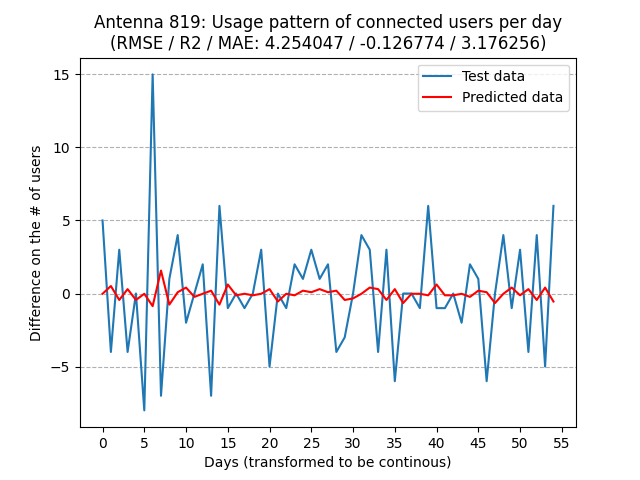 Antenna 819: Usage pattern of connected users per day
(RMSE / R2 / MAE: 4.254047 / -0.126774 / 3.176256)
Test data
Predicted data
15
10
5
0
−5
Difference on the # of users
0 5 10 15 20 25 30 35 40 45 50 55
Days (transformed to be continous)